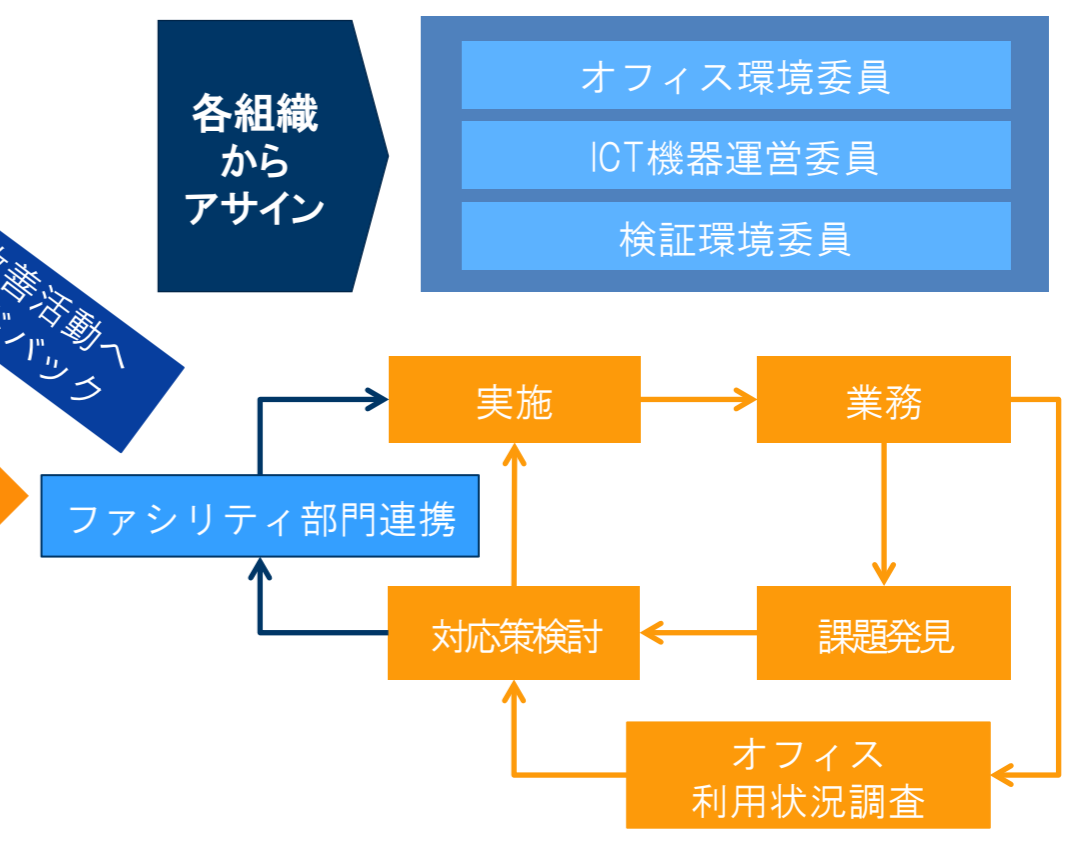 各組織
から
アサイン
オフィス環境委員
ICT機器運営委員
検証環境委員
善活動へ
バック
実施
業務
ファシリティ部門連携
対応策検討
課題発見
オフィス
利用状況調査